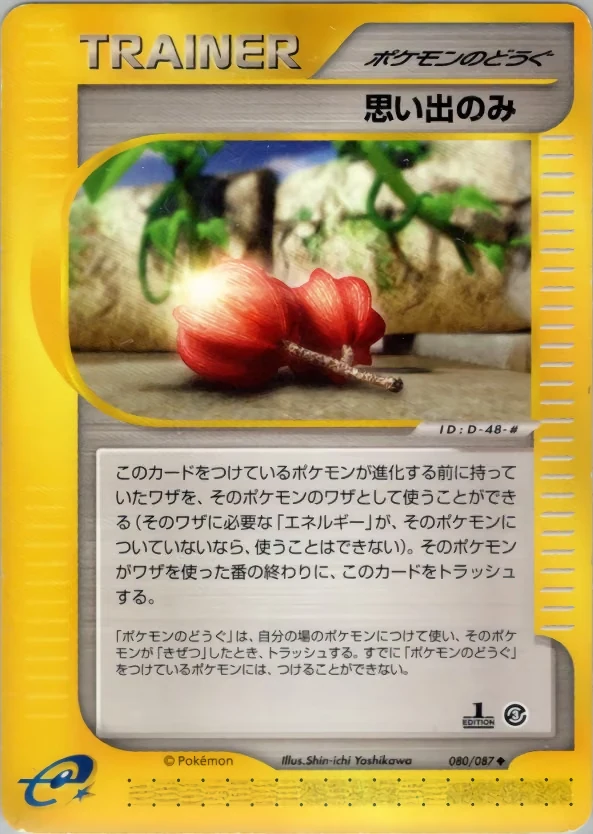 TRAINER
ポケモンのどうぐ
思い出のみ
ID:D-48-#
このカードをつけているポケモンが進化する前に持って
いたワザを、そのポケモンのワザとして使うことができ
る（そのワザに必要な「エネルギー」が、そのポケモンに
ついていないなら、使うことはできない）。そのポケモン
がワザを使った番の終わりに、このカードをトラッシュ
する。
「ポケモンのどうぐ」は、自分の場のポケモンにつけて使い、そのポケ
モンが「きぜつ」したとき、トラッシュする。すでに「ポケモンのどうぐ」
をつけているポケモンには、つけることができない。
1
EDITION
3
© Pokémon
Illus.Shin-ichi Yoshikawa
080/087 ◆
e